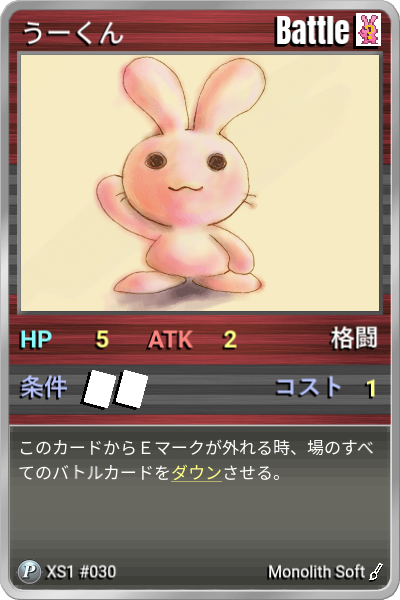 うーくん Battle
HP 5 ATK 2 格闘
条件 コスト 1
このカードからＥマークが外れる時、場のすべ
てのバトルカードをダウンさせる。
P XS1 #030 Monolith Soft